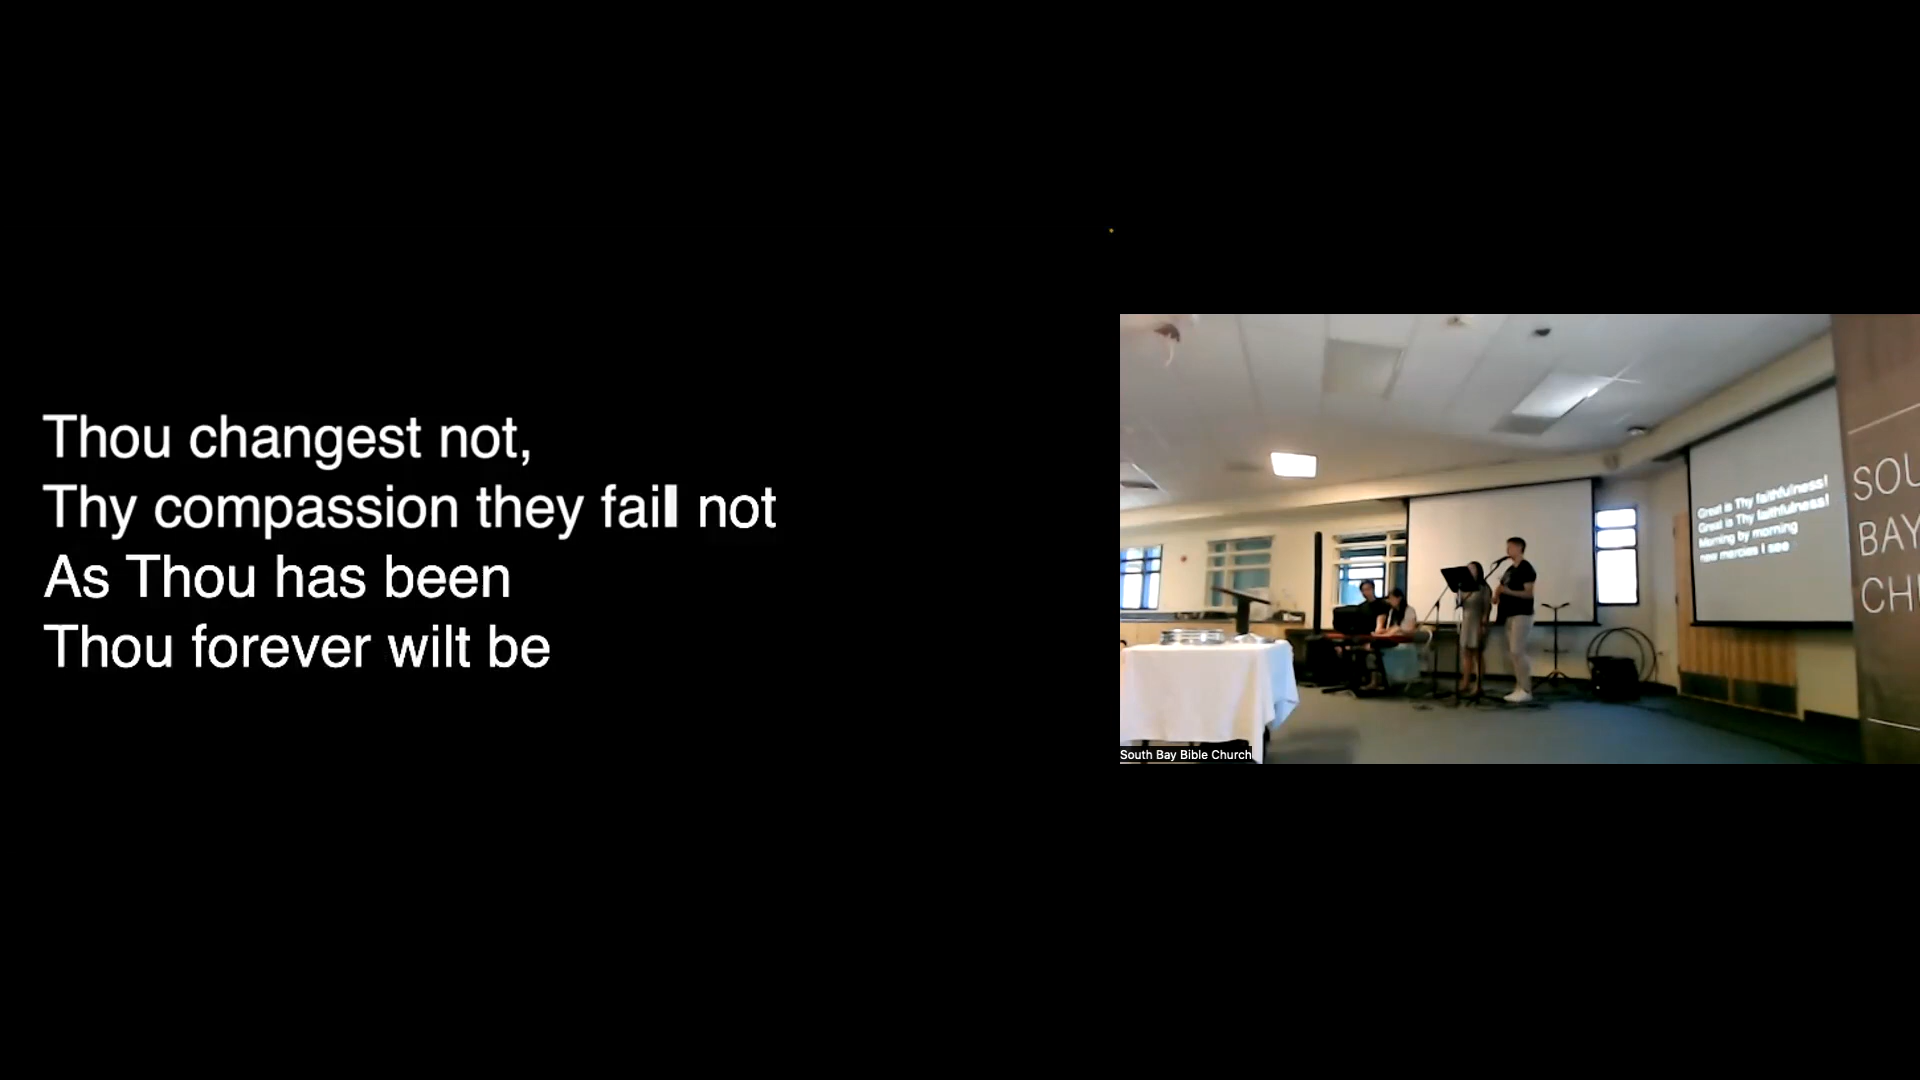 Thou changest not,
Thy compassion they fail not
As Thou has been
Thou forever wilt be
Great is Thy faithfulness!
Great is Thy faithfulness!
Morning by morning
new mercies I see
SOU
BAY
CH
South Bay Bible Church